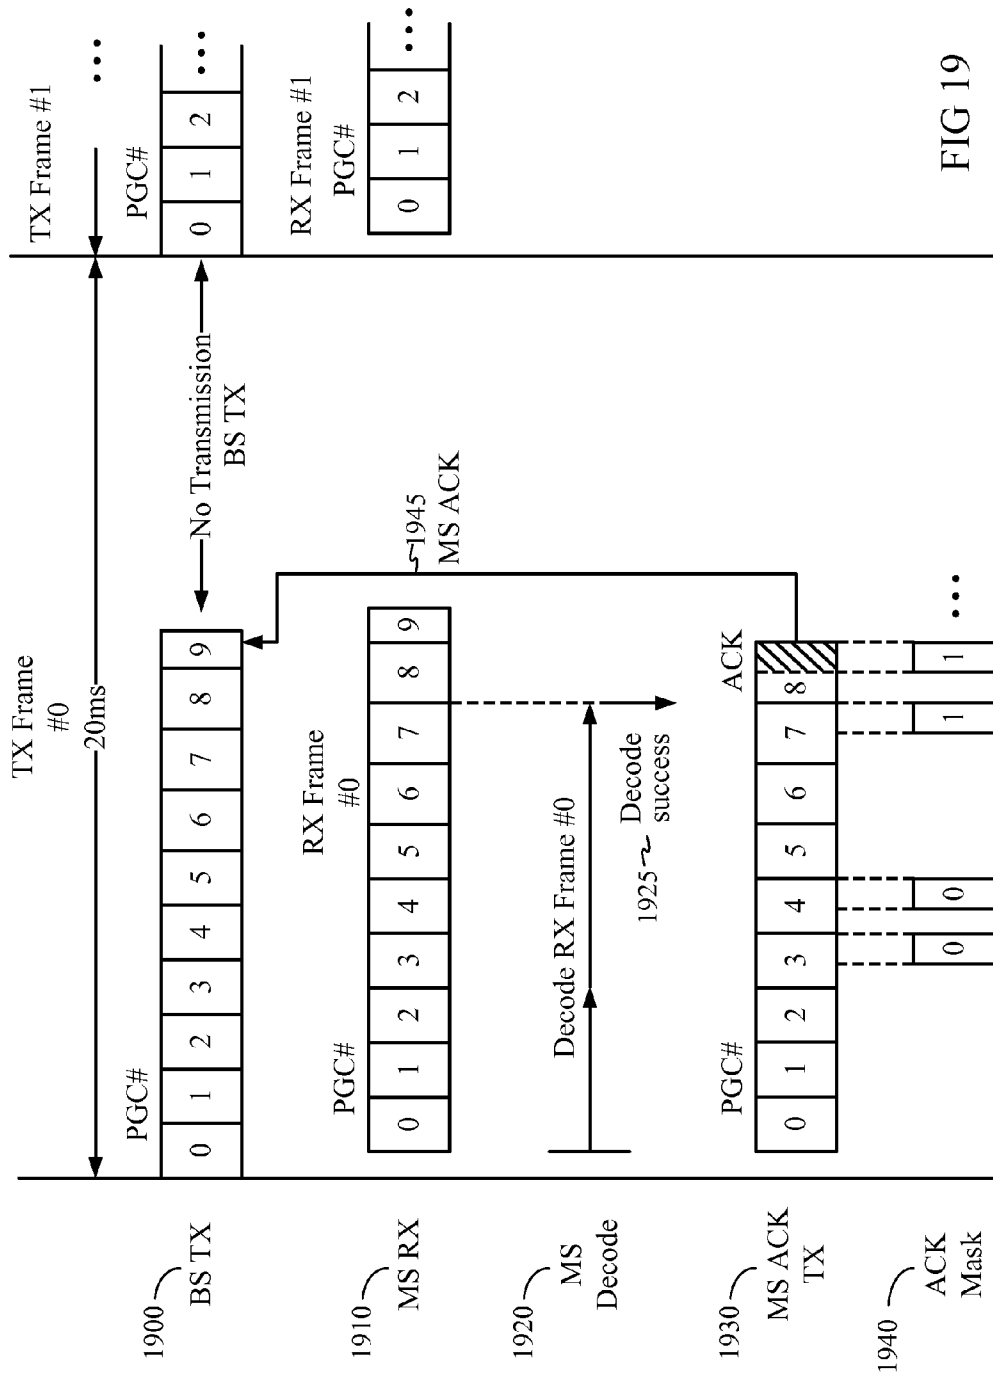 TX Frame
#0
20ms
TX Frame #1
...
1900
BS TX
PGC#
0 1 2 3 4 5 6 7 8 9
No Transmission
BS TX
PGC#
0 1 2 ...
1910
MS RX
PGC#
RX Frame
#0
0 1 2 3 4 5 6 7 8 9
1945
MS ACK
RX Frame #1
PGC#
0 1 2 ...
1920
MS
Decode
Decode RX Frame #0
1925
Decode
success
1930
MS ACK
TX
PGC#
0 1 2 3 4 5 6 7 8
ACK
1940
ACK
Mask
0 0 1 1 ...
FIG 19